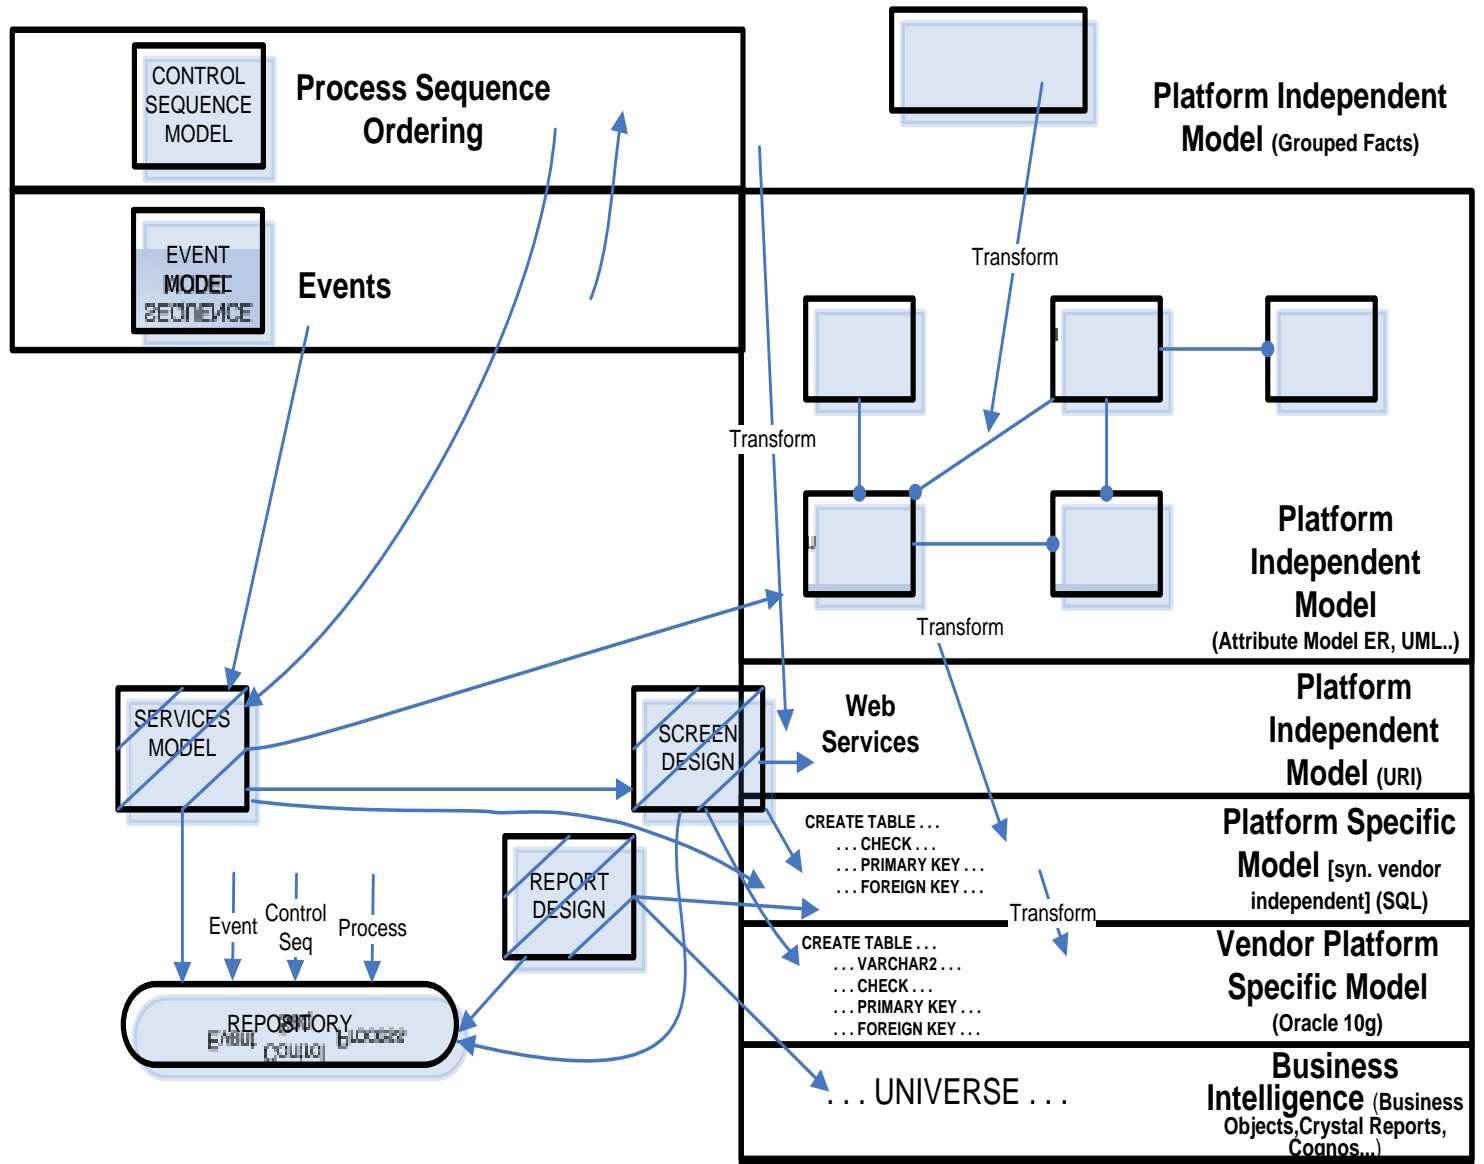 CONTROL
SEQUENCE
MODEL
Process Sequence
Ordering
Platform Independent
Model (Grouped Facts)
EVENT
MODEL
SEQUENCE
Events
Transform
Transform
Platform
Independent
Model
(Attribute Model ER, UML..)
Transform
SERVICES
MODEL
SCREEN
DESIGN
Web
Services
Platform
Independent
Model (URI)
CREATE TABLE . . .
. . . CHECK . . .
. . . PRIMARY KEY . . .
. . . FOREIGN KEY . . .
Platform Specific
Model [syn. vendor
independent] (SQL)
REPORT
DESIGN
Event
Control
Seq
Process
Transform
CREATE TABLE . . .
. . . VARCHAR2 . . .
. . . CHECK . . .
. . . PRIMARY KEY . . .
. . . FOREIGN KEY . . .
Vendor Platform
Specific Model
(Oracle 10g)
REPOSITORY
Event
Control
Process
. . . UNIVERSE . . .
Business
Intelligence (Business
Objects,Crystal Reports,
Cognos...)